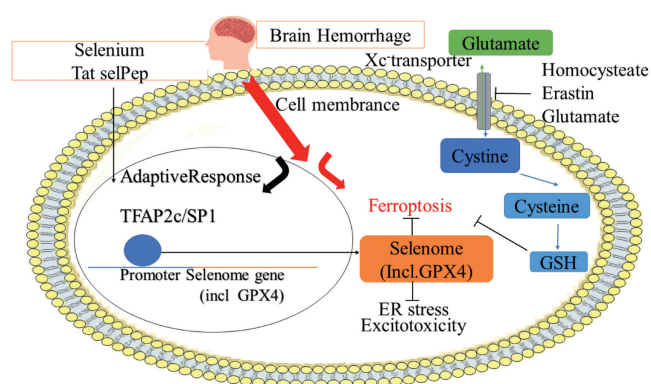 Selenium
Tat selPep
Brain Hemorrhage
Glutamate
Xc-transporter
Homocysteate
Erastin
Glutamate
Cell membrance
Cystine
AdaptiveResponse
Cysteine
TFAP2c/SP1
Ferroptosis
Selenome
(Incl.GPX4)
GSH
Promoter Selenome gene
(incl GPX4)
ER stress
Excitotoxicity